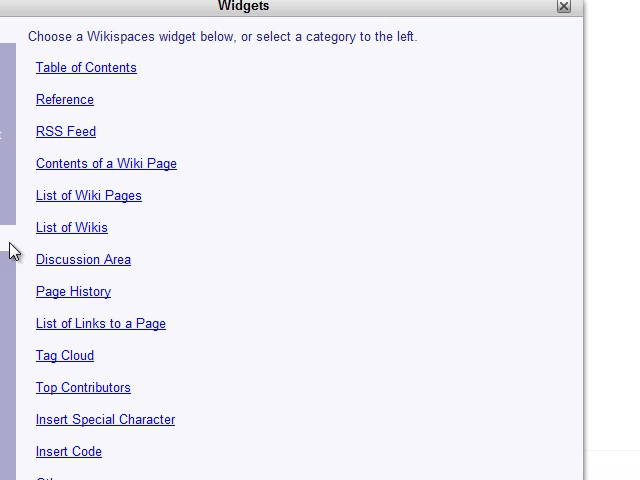 Widgets
Choose a Wikispaces widget below, or select a category to the left.
Table of Contents
Reference
RSS Feed
Contents of a Wiki Page
List of Wiki Pages
List of Wikis
Discussion Area
Page History
List of Links to a Page
Tag Cloud
Top Contributors
Insert Special Character
Insert Code